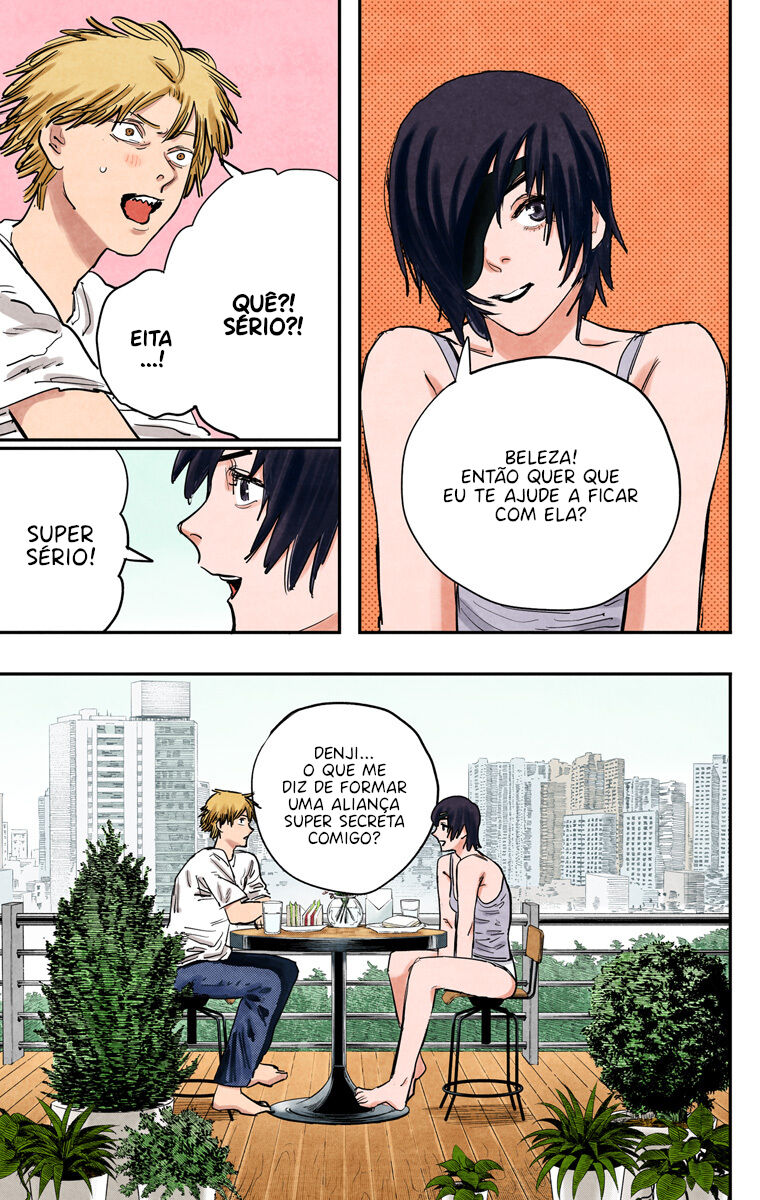 BELEZA!
ENTÃO QUER QUE
EU TE AJUDE A FICAR
COM ELA?
QUÊ?!
SÉRIO?!
EITA
...!
SUPER
SÉRIO!
DENJI...
O QUE ME
DIZ DE FORMAR
UMA ALIANÇA
SUPER SECRETA
COMIGO?